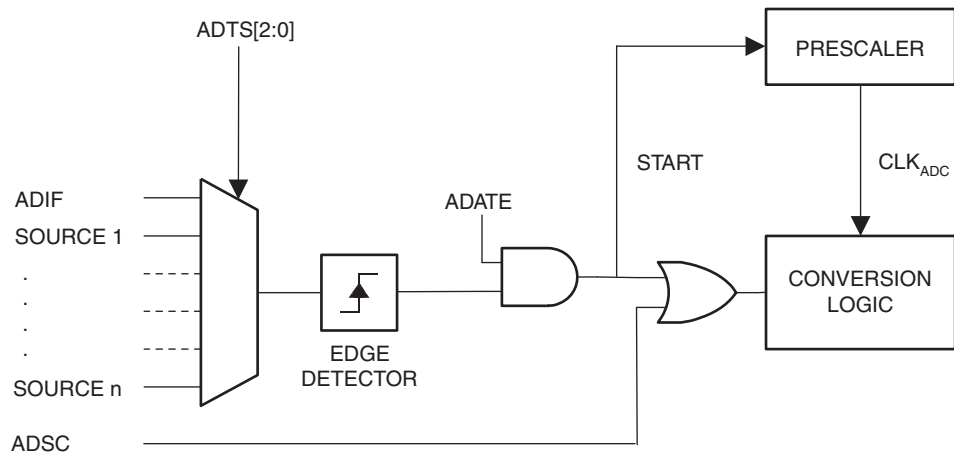 ADTS[2:0]
PRESCALER
START
CLKADC
ADIF
ADATE
SOURCE 1
.
.
.
.
CONVERSION
LOGIC
EDGE
DETECTOR
SOURCE n
ADSC